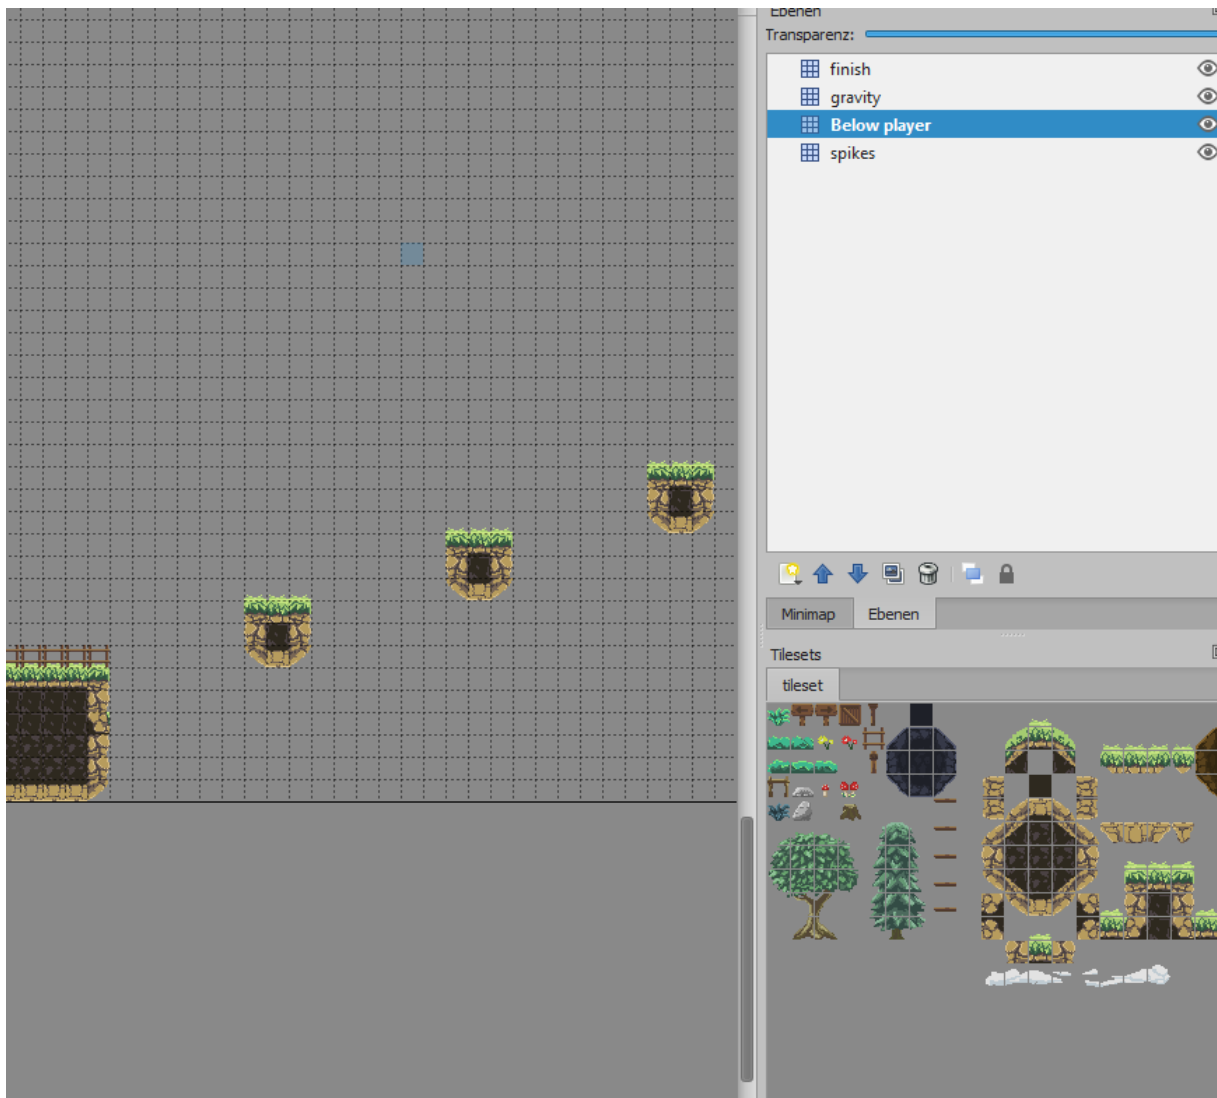 Ebenen
Transparenz:
finish
gravity
Below player
spikes
Minimap
Ebenen
Tilesets
tileset